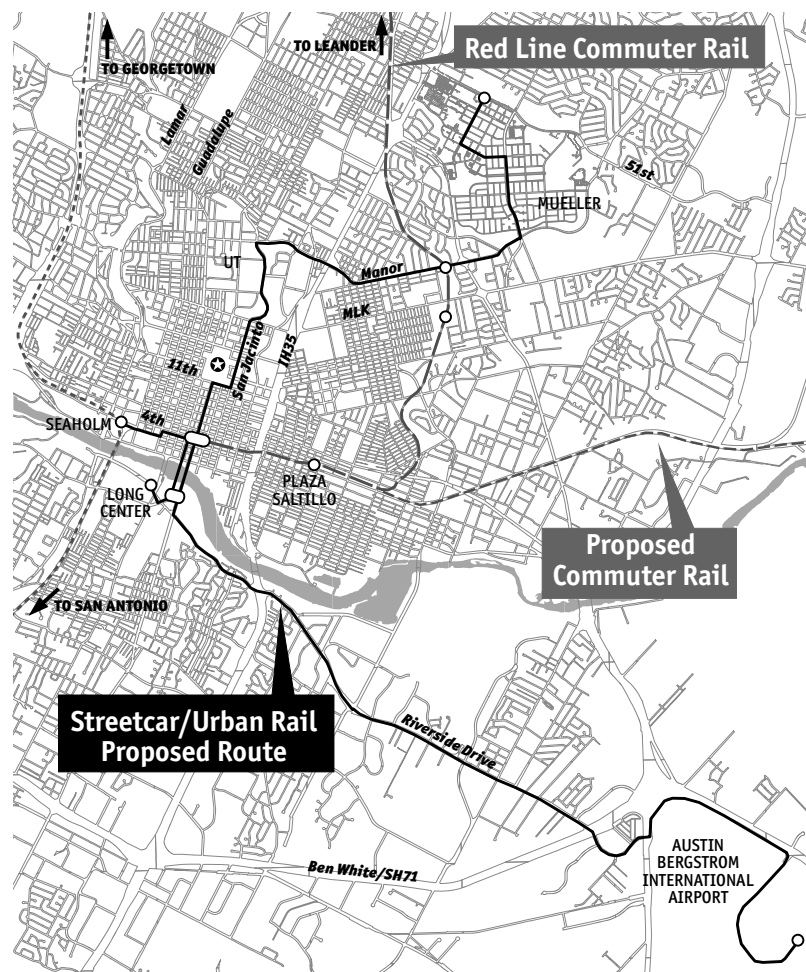 TO GEORGETOWN
TO LEANDER
Red Line Commuter Rail
Lamar
Guadalupe
51st
MUELLER
UT
Manor
MLK
11th
San Jacinto
IH35
SEAHOLM
4th
LONG
CENTER
PLAZA
SALTILLO
Proposed
Commuter Rail
TO SAN ANTONIO
Streetcar/Urban Rail
Proposed Route
Riverside Drive
Ben White/SH71
AUSTIN
BERGSTROM
INTERNATIONAL
AIRPORT